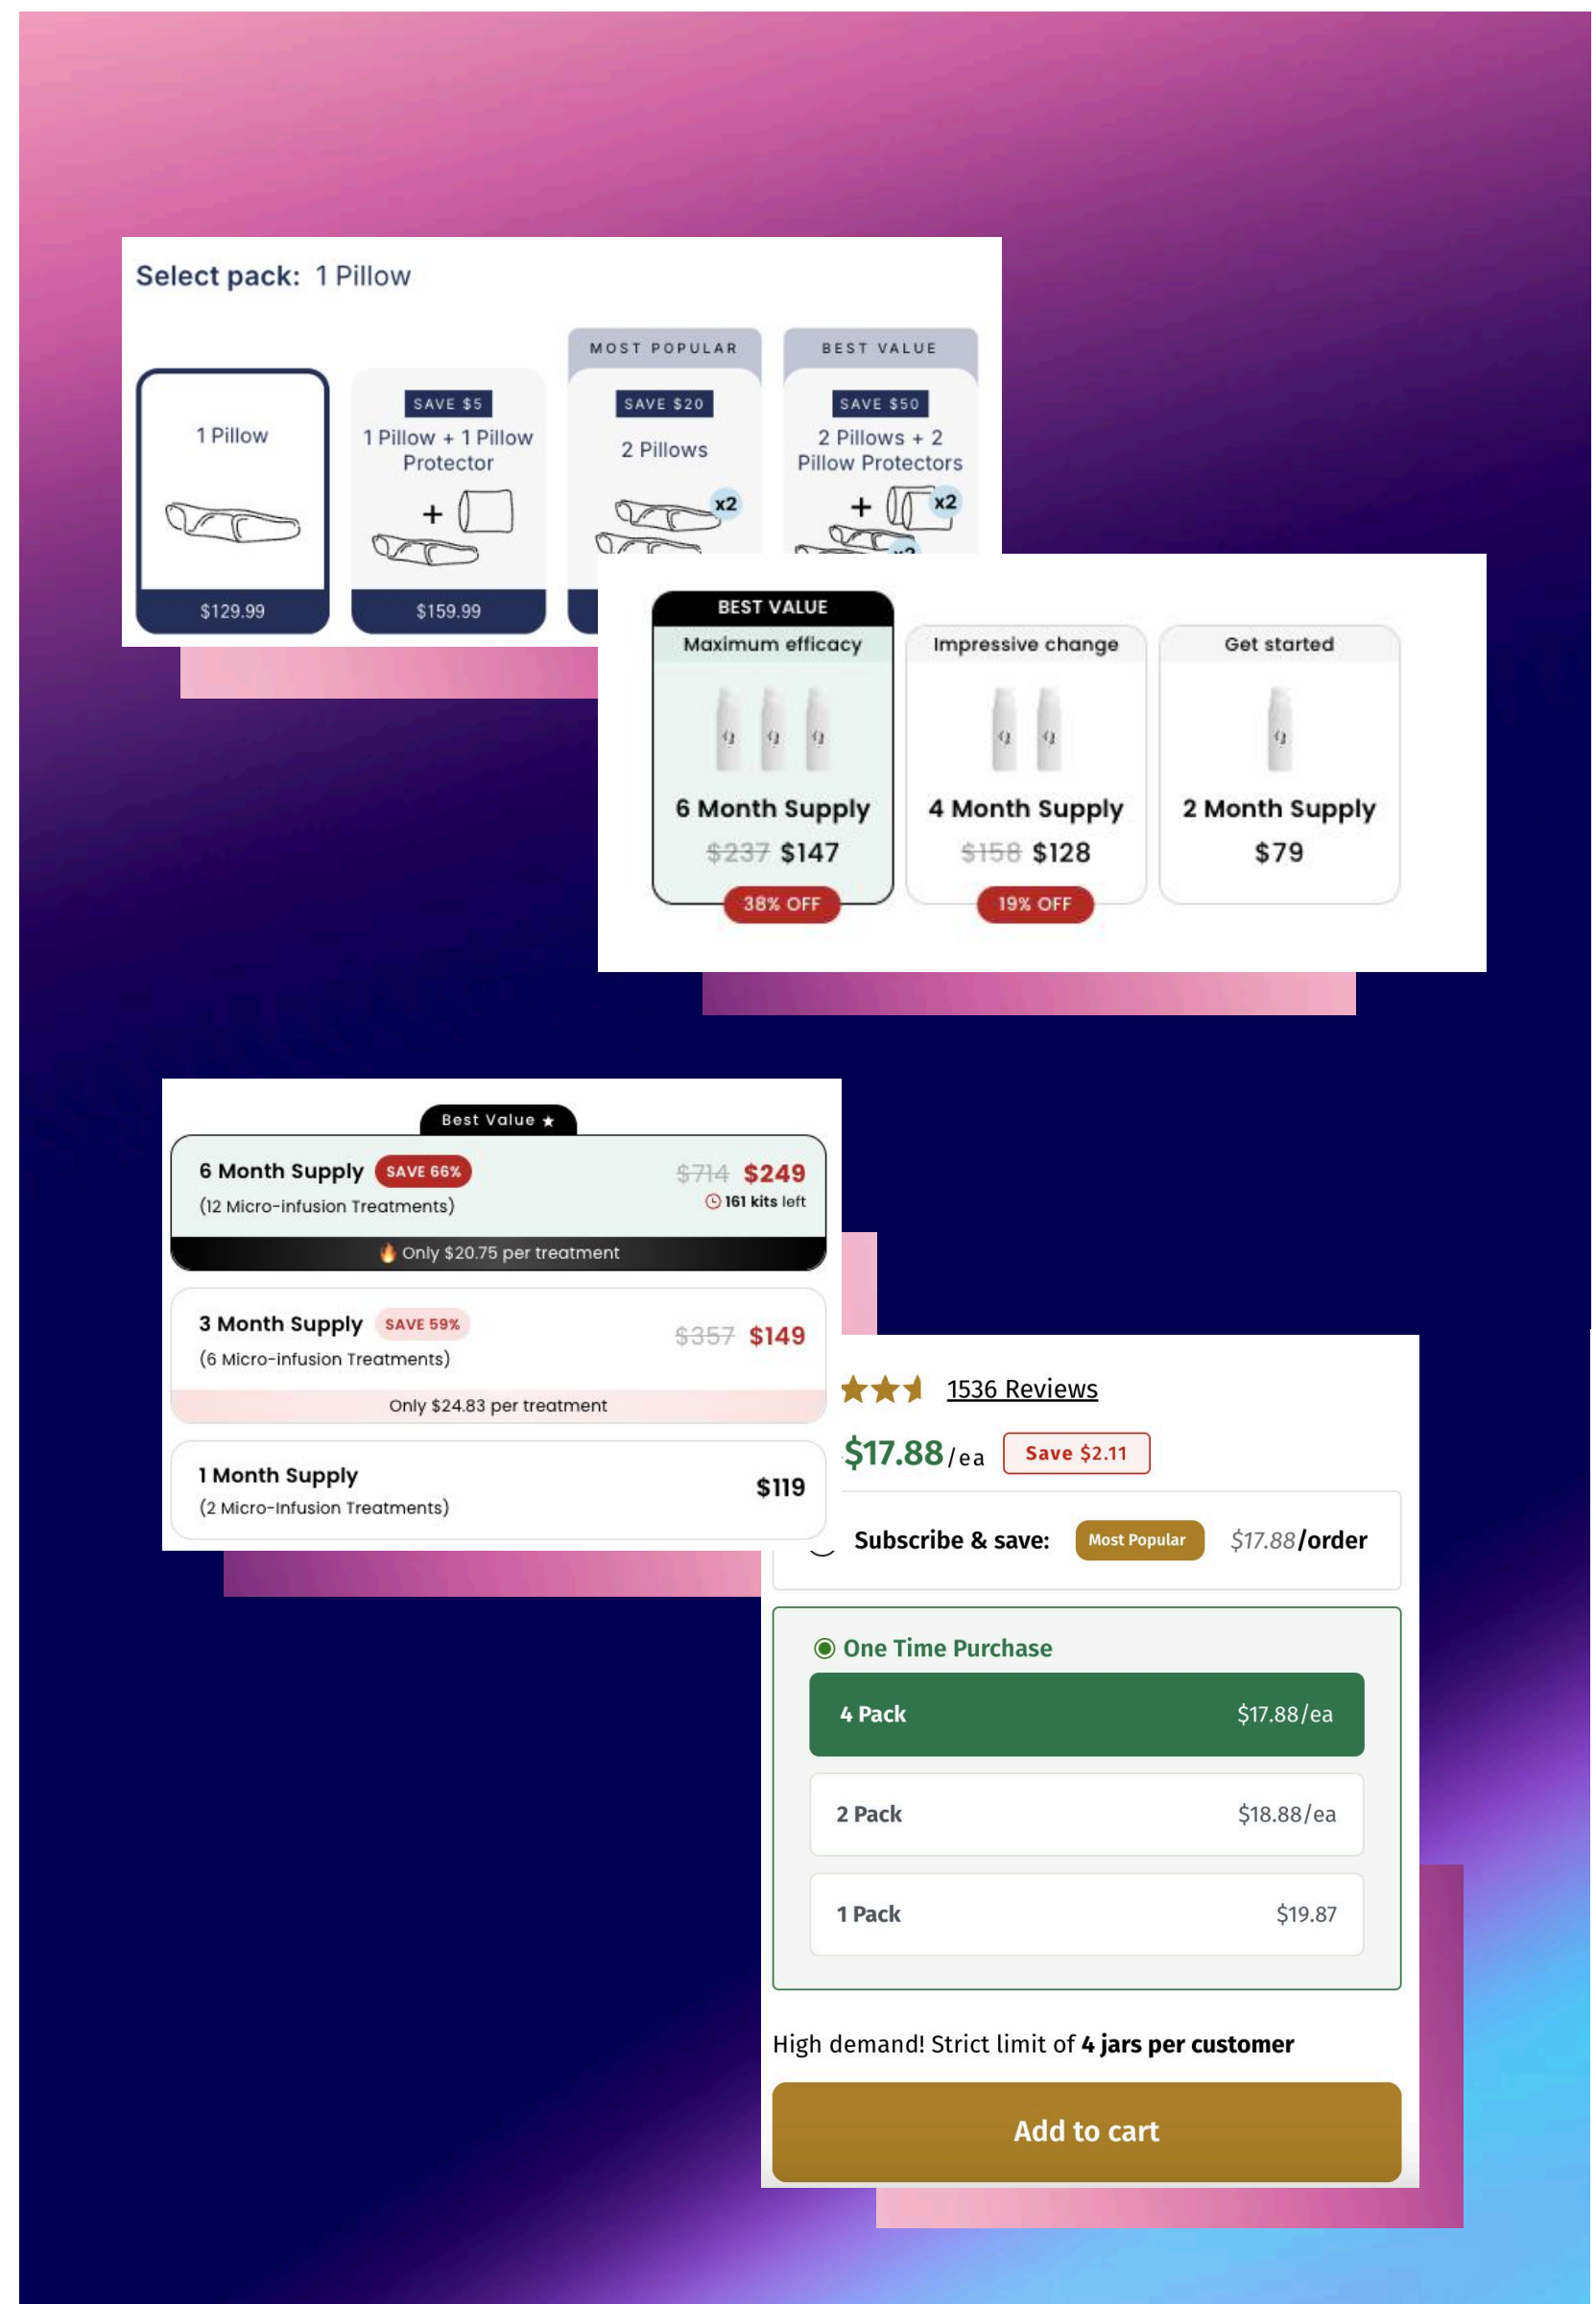 Select pack: 1 Pillow
MOST POPULAR
BEST VALUE
1 Pillow
$129.99
SAVE $5
1 Pillow + 1 Pillow
Protector
+
$159.99
SAVE $20
2 Pillows
x2
SAVE $50
2 Pillows + 2
Pillow Protectors
+
x2
BEST VALUE
Maximum efficacy
6 Month Supply
$237 $147
38% OFF
Impressive change
4 Month Supply
$158 $128
19% OFF
Get started
2 Month Supply
$79
Best Value ★
6 Month Supply SAVE 66% $714 $249
(12 Micro-infusion Treatments) 161 kits left
🔥 Only $20.75 per treatment
3 Month Supply SAVE 59% $357 $149
(6 Micro-infusion Treatments)
Only $24.83 per treatment
1 Month Supply $119
(2 Micro-Infusion Treatments)
1536 Reviews
$17.88/ea Save $2.11
Subscribe & save: Most Popular $17.88/order
One Time Purchase
4 Pack $17.88/ea
2 Pack $18.88/ea
1 Pack $19.87
High demand! Strict limit of 4 jars per customer
Add to cart